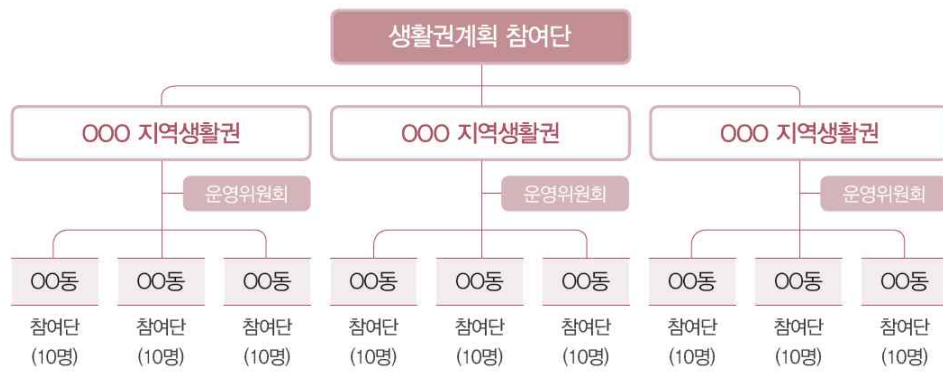 생활권계획 참여단
OOO 지역생활권 OOO 지역생활권 OOO 지역생활권
운영위원회 운영위원회 운영위원회
OO동 OO동 OO동 OO동 OO동 OO동 OO동 OO동 OO동
참여단 참여단 참여단 참여단 참여단 참여단 참여단 참여단 참여단
(10명) (10명) (10명) (10명) (10명) (10명) (10명) (10명) (10명)